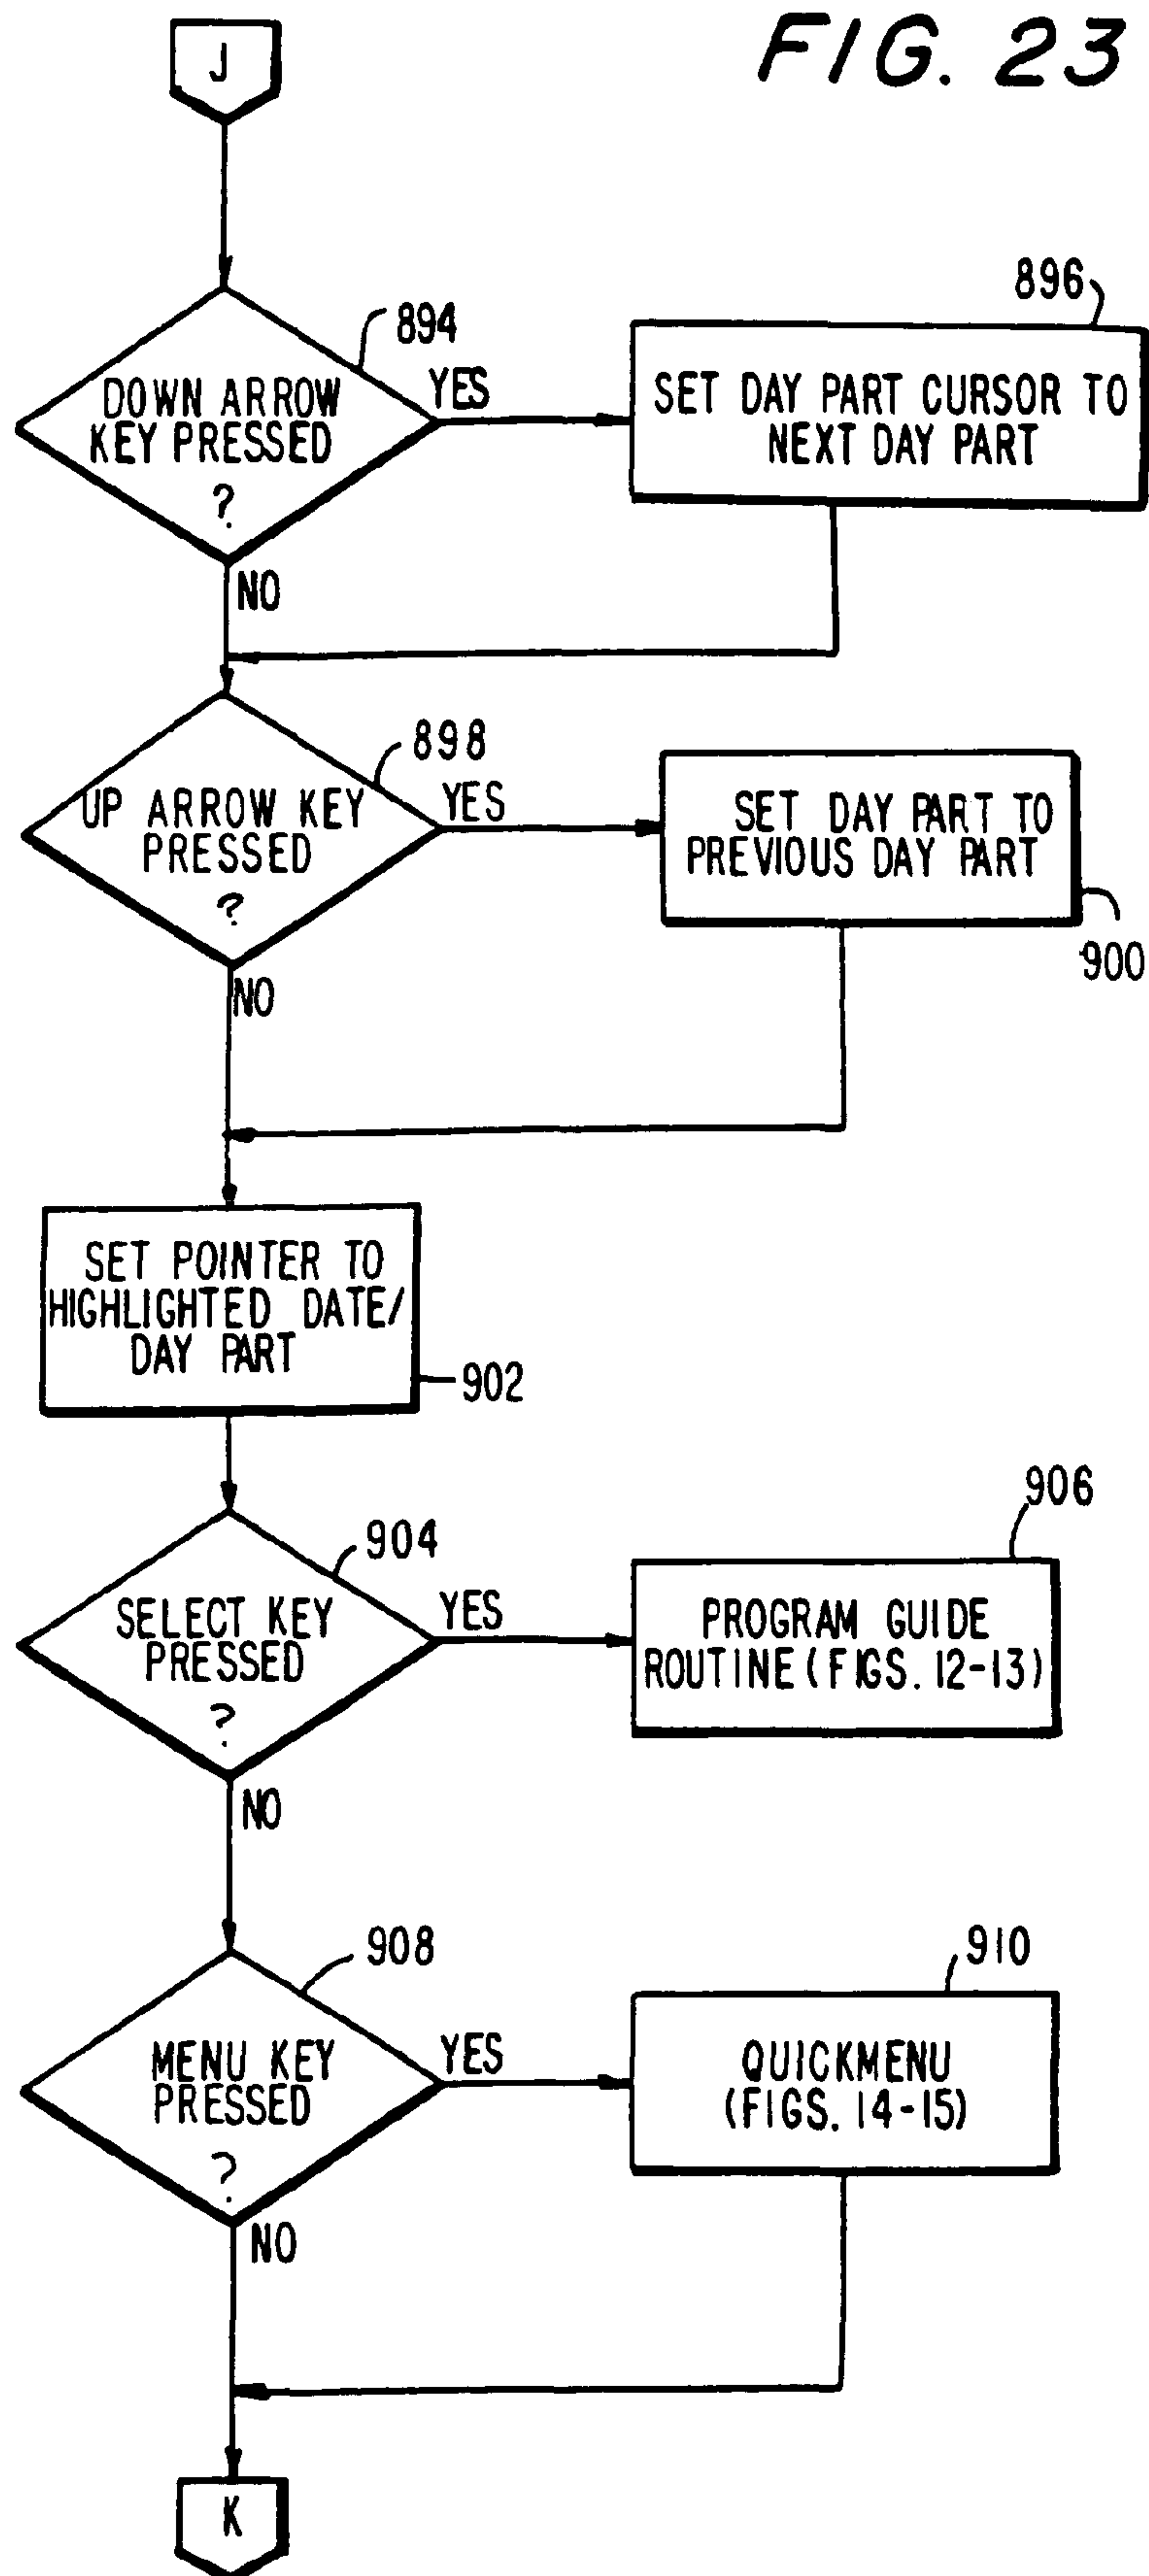 FIG. 23
J
894
DOWN ARROW
KEY PRESSED
?
YES
896
SET DAY PART CURSOR TO
NEXT DAY PART
NO
898
UP ARROW KEY
PRESSED
?
YES
SET DAY PART TO
PREVIOUS DAY PART
900
NO
SET POINTER TO
HIGHLIGHTED DATE/
DAY PART
902
904
SELECT KEY
PRESSED
?
YES
906
PROGRAM GUIDE
ROUTINE (FIGS. 12-13)
NO
908
MENU KEY
PRESSED
?
YES
910
QUICKMENU
(FIGS. 14-15)
NO
K